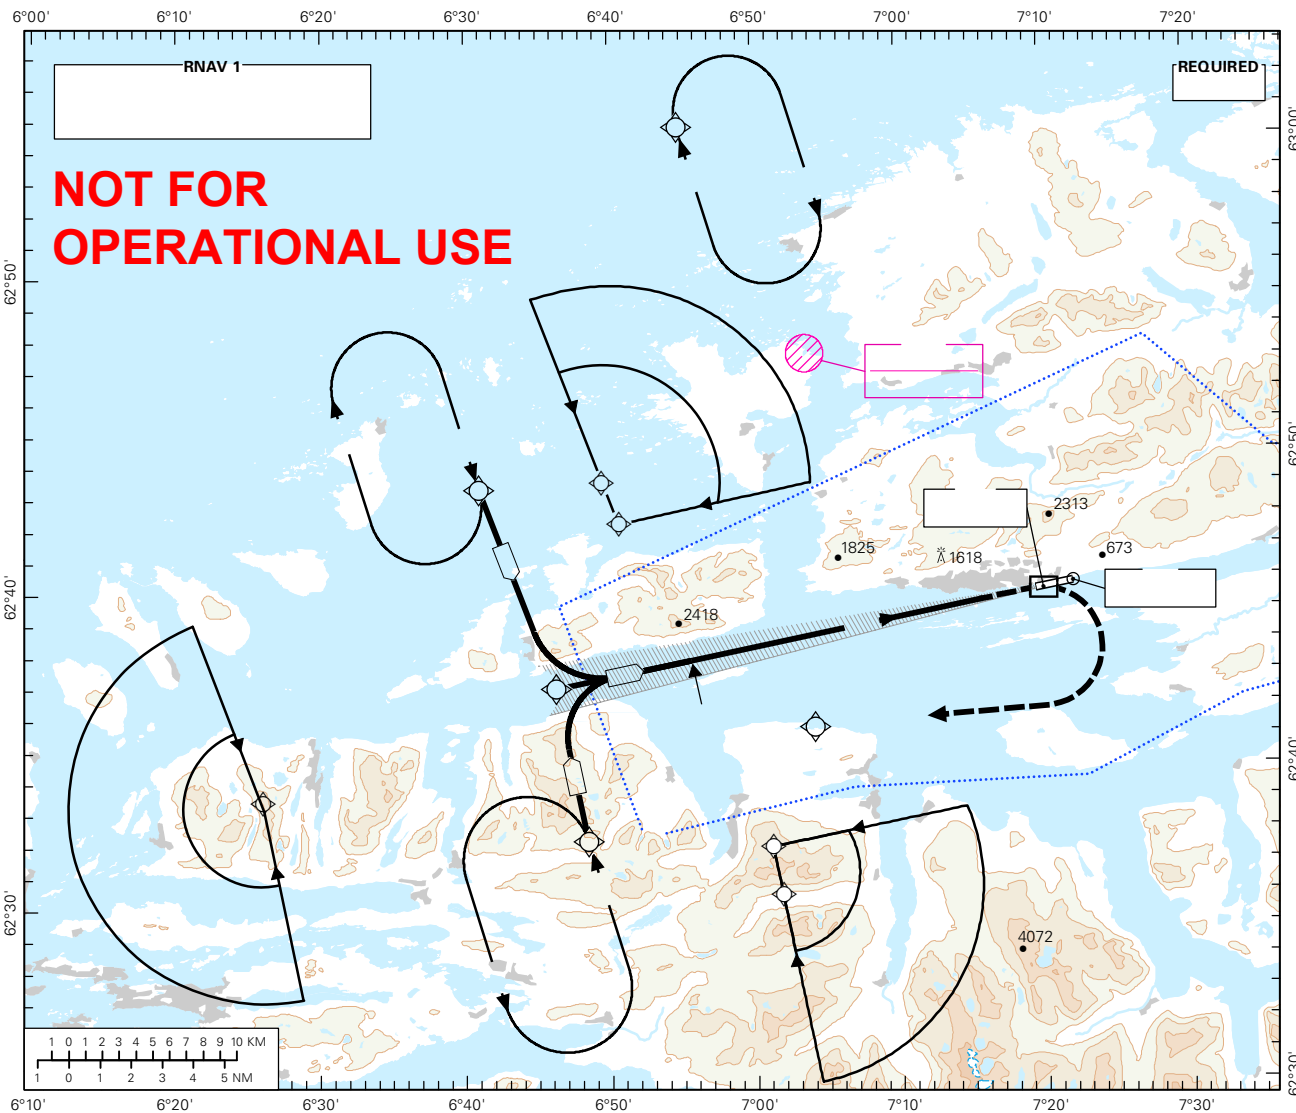 6°00' 6°10' 6°20' 6°30' 6°40' 6°50' 7°00' 7°10' 7°20'
RNAV 1
REQUIRED
63°00'
NOT FOR
OPERATIONAL USE
62°50'
62°50'
2313
1825
1618
673
62°40'
2418
62°40'
62°30'
4072
1 0 1 2 3 4 5 6 7 8 9 10 KM
1 0 1 2 3 4 5 NM
62°30'
6°10' 6°20' 6°30' 6°40' 6°50' 7°00' 7°10' 7°20' 7°30'